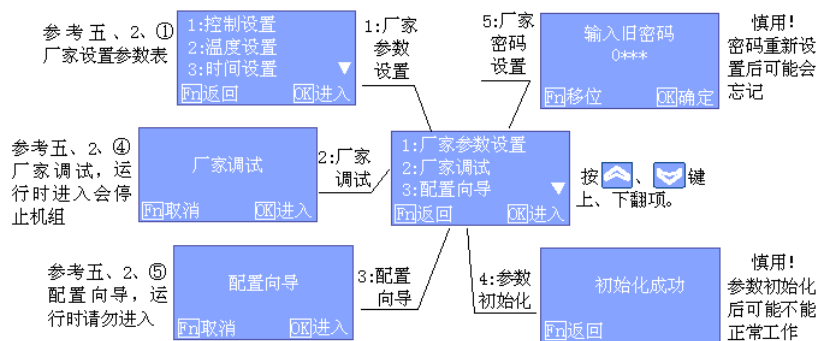 参考五、2、①
厂家设置参数表
1:控制设置
2:温度设置
3:时间设置 ▼
Fn返回 OK进入
1:厂家
参数
设置
5:厂家
密码
设置
输入旧密码
0***
Fn移位 OK确定
慎用!
密码重新设
置后可能会
忘记
参考五、2、④
厂家调试，运
行时进入会停
止机组
厂家调试
Fn取消 OK进入
2:厂家
调试
1:厂家参数设置
2:厂家调试
3:配置向导 ▼
Fn返回 OK进入
按、键
上、下翻项。
参考五、2、⑤
配置向导，运
行时请勿进入
配置向导
Fn取消 OK进入
3:配置
向导
4:参数
初始化
初始化成功
Fn返回
慎用!
参数初始化
后可能不能
正常工作